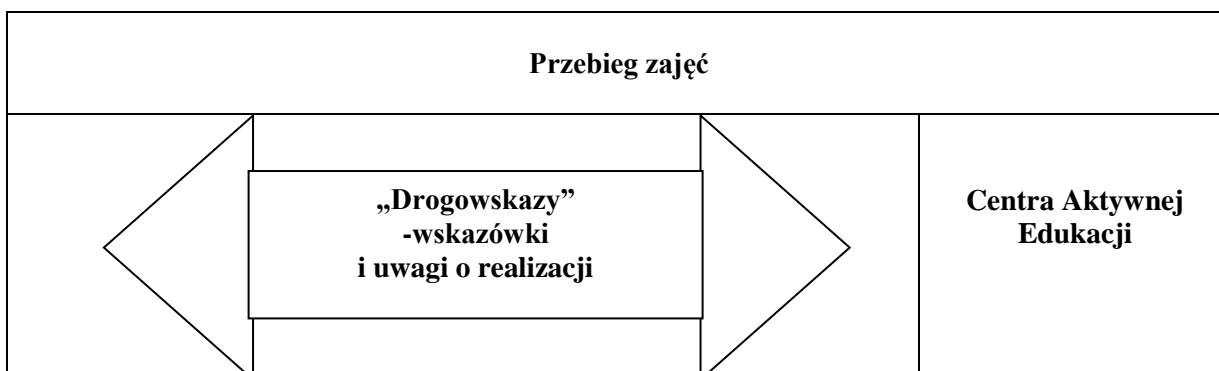 Przebieg zajęć
„Drogowskazy”
-wskazówki
i uwagi o realizacji
Centra Aktywnej
Edukacji